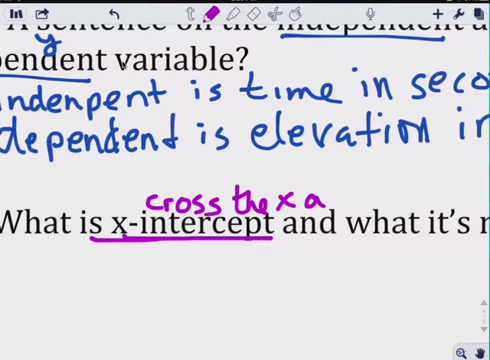 A sentence on the independent a
y
pendent variable?
indenpent is time in seco
dependent is elevation in
cross the x a
What is x-intercept and what it's